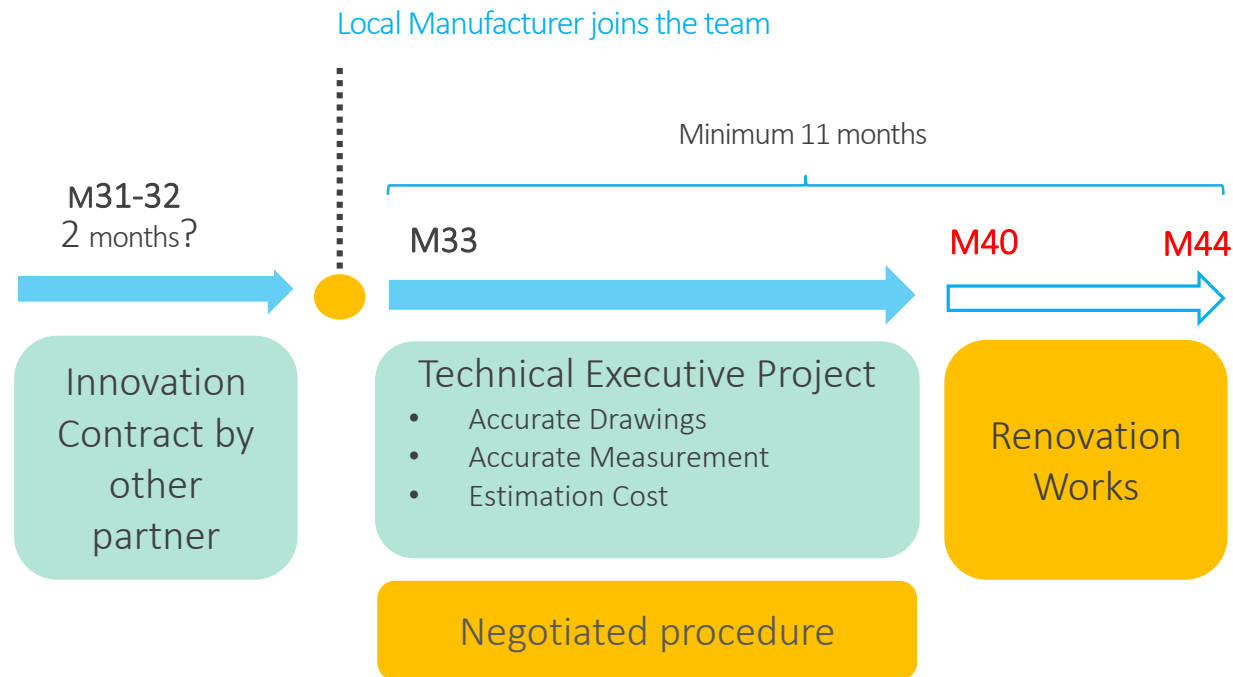 Local Manufacturer joins the team
Minimum 11 months
M31-32
2 months?
M33
M40
M44
Innovation
Contract by
other
partner
Technical Executive Project
• Accurate Drawings
• Accurate Measurement
• Estimation Cost
Renovation
Works
Negotiated procedure